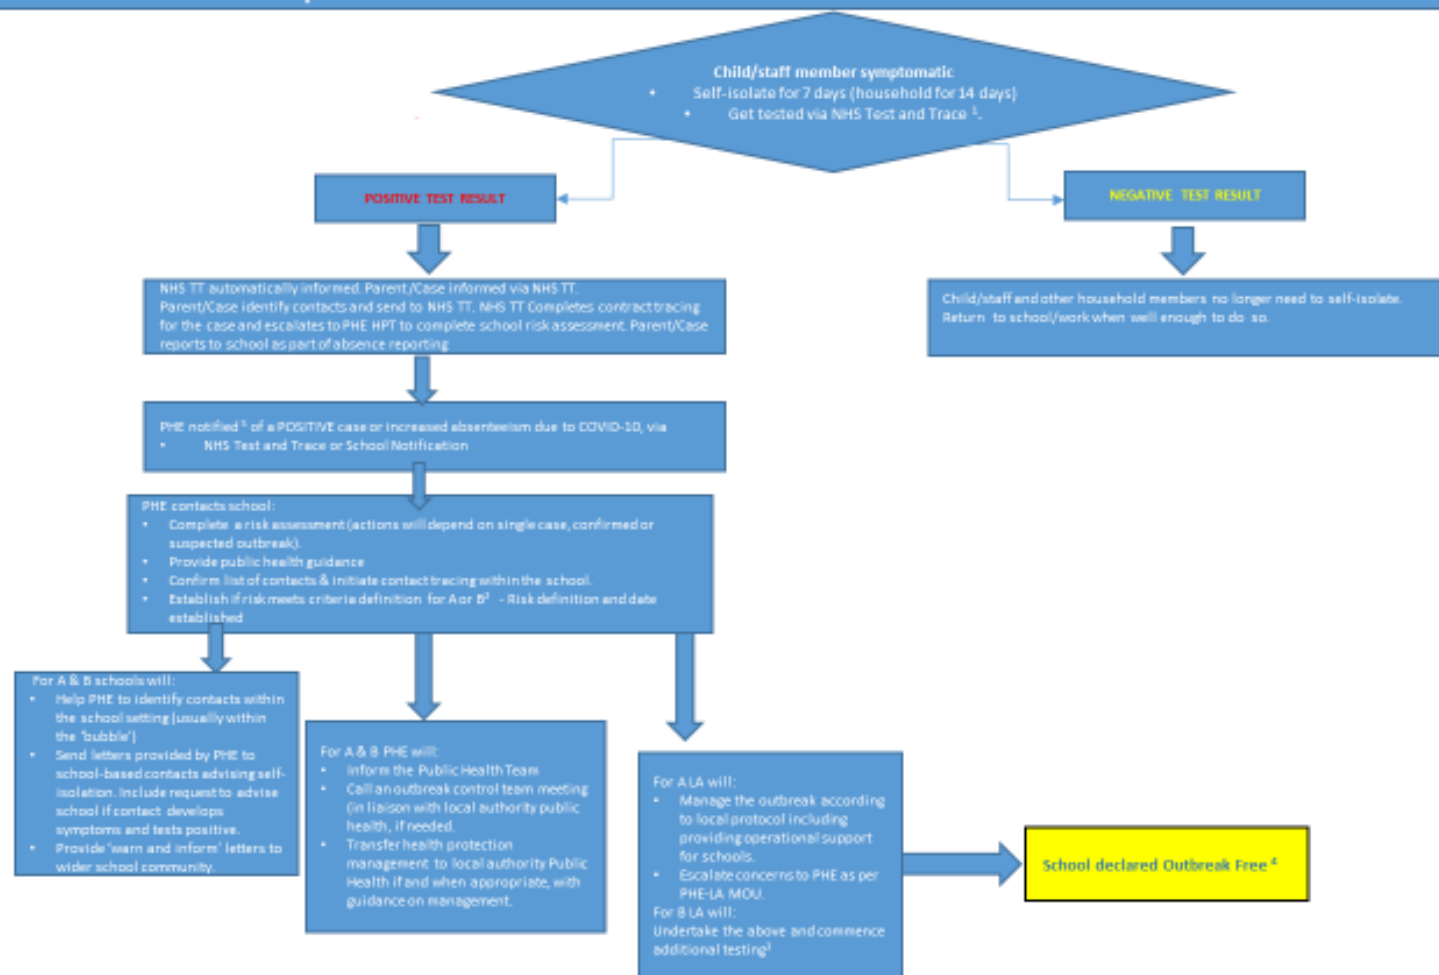 Child/staff member symptomatic
• Self-isolate for 7 days (household for 14 days)
• Get tested via NHS Test and Trace ¹.
POSITIVE TEST RESULT
NEGATIVE TEST RESULT
NHS TT automatically informed. Parent/Case informed via NHS TT.
Parent/Case identify contacts and send to NHS TT. NHS TT Completes contract tracing
for the case and escalates to PHE HPT to complete school risk assessment. Parent/Case
reports to school as part of absence reporting
Child/staff and other household members no longer need to self-isolate.
Return to school/work when well enough to do so.
PHE notified of a POSITIVE case or increased absenteeism due to COVID-10, via
• NHS Test and Trace or School Notification
PHE contacts school:
• Complete a risk assessment (actions will depend on single case, confirmed or
suspected outbreak).
• Provide public health guidance
• Confirm list of contacts & initiate contact tracing within the school.
• Establish if risk meets criteria definition for A or B² - Risk definition and date
established
For A & B schools will:
• Help PHE to identify contacts within
the school setting (usually within
the 'bubble')
• Send letters provided by PHE to
school-based contacts advising self-
isolation. Include request to advise
school if contact develops
symptoms and tests positive.
• Provide 'warn and inform' letters to
wider school community.
For A & B PHE will:
• Inform the Public Health Team
• Call an outbreak control team meeting
(in liaison with local authority public
health, if needed.
• Transfer health protection
management to local authority Public
Health if and when appropriate, with
guidance on management.
For A LA will:
• Manage the outbreak according
to local protocol including
providing operational support
for schools.
• Escalate concerns to PHE as per
PHE-LA MOU.
For B LA will:
Undertake the above and commence
additional testing³
School declared Outbreak Free ⁴